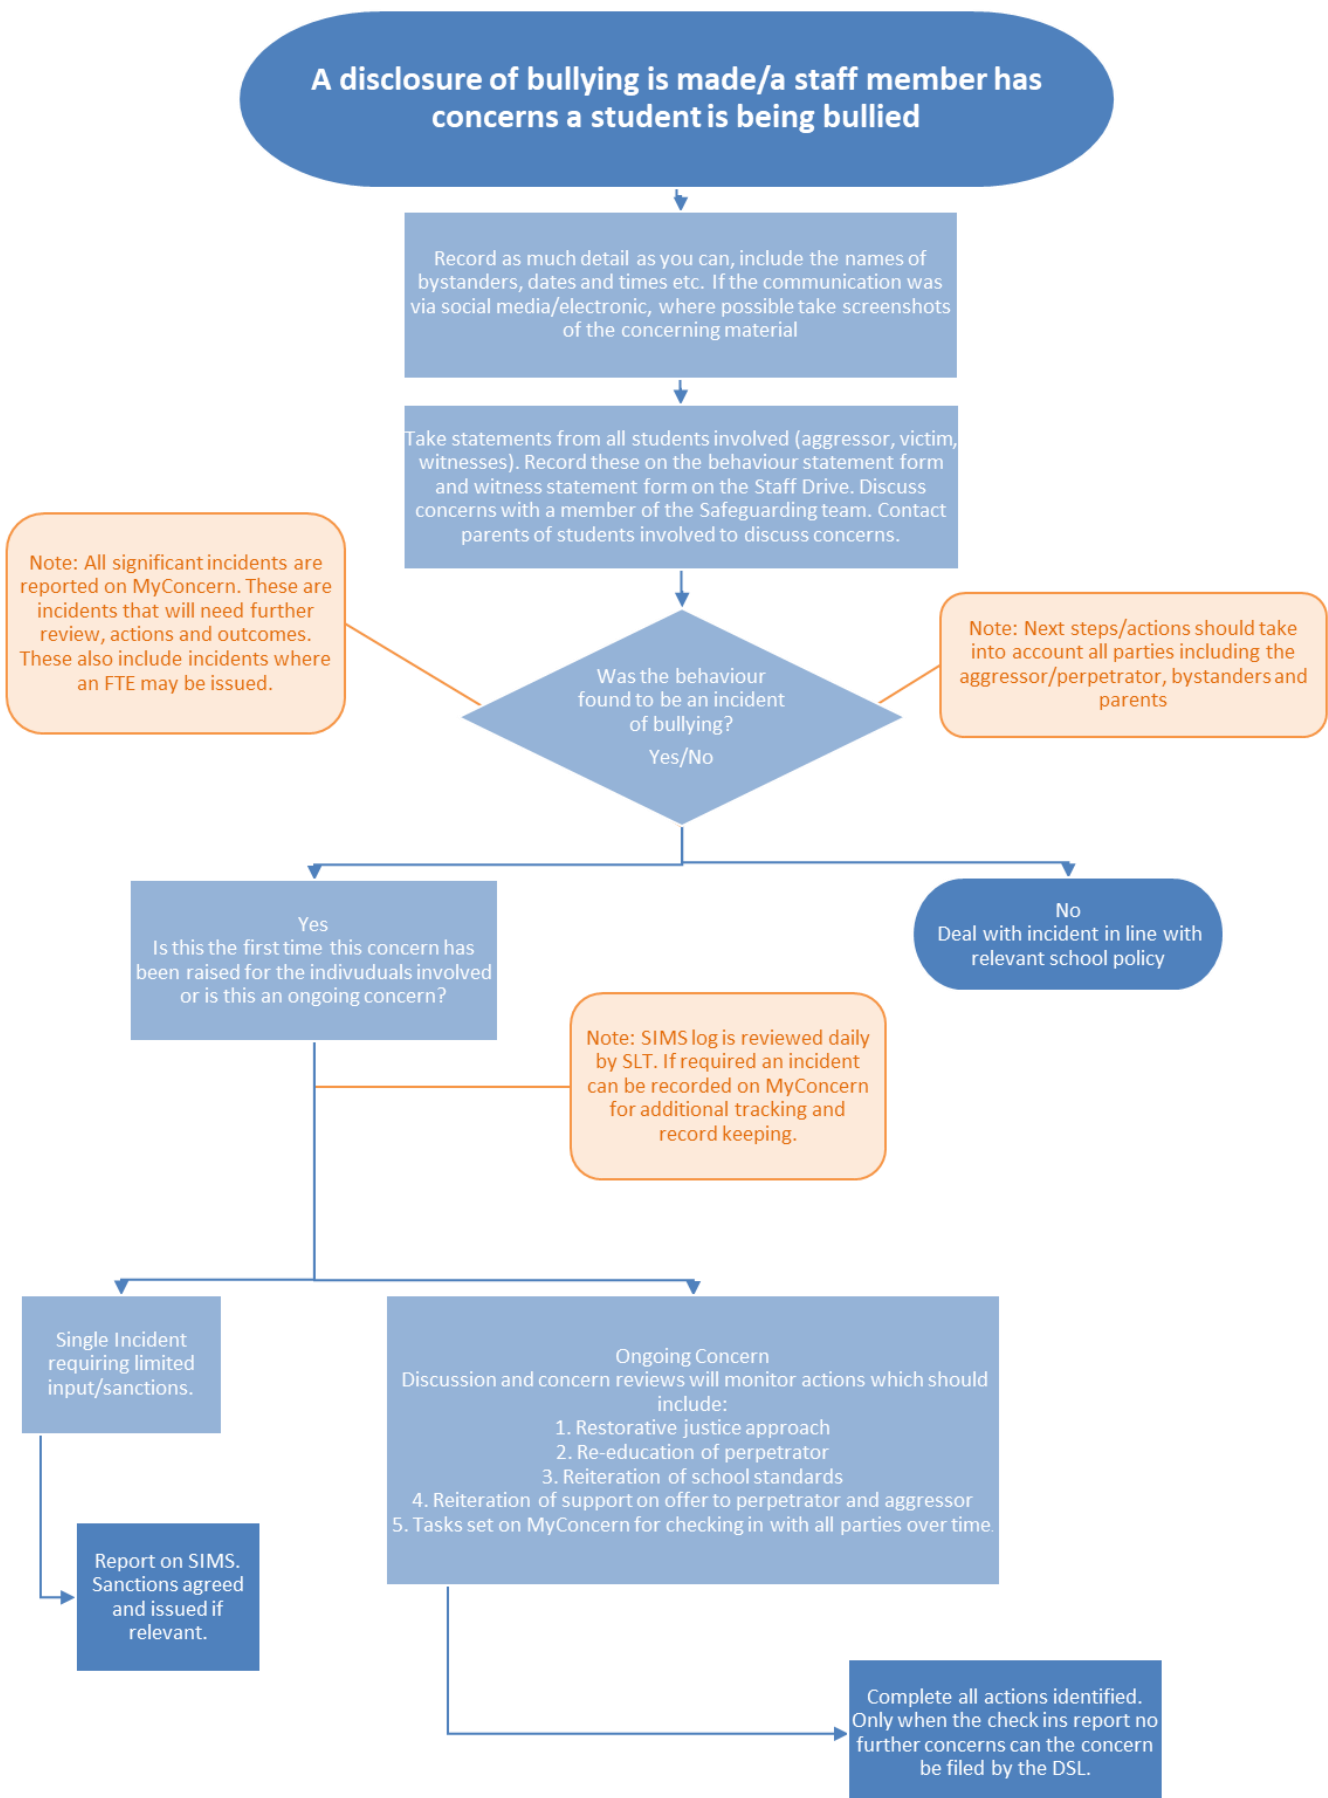 A disclosure of bullying is made/a staff member has
concerns a student is being bullied
Record as much detail as you can, include the names of
bystanders, dates and times etc. If the communication was
via social media/electronic, where possible take screenshots
of the concerning material
Take statements from all students involved (aggressor, victim,
witnesses). Record these on the behaviour statement form
and witness statement form on the Staff Drive. Discuss
concerns with a member of the Safeguarding team. Contact
parents of students involved to discuss concerns.
Note: All significant incidents are
reported on MyConcern. These are
incidents that will need further
review, actions and outcomes.
These also include incidents where
an FTE may be issued.
Note: Next steps/actions should take
into account all parties including the
aggressor/perpetrator, bystanders and
parents
Was the behaviour
found to be an incident
of bullying?
Yes/No
Yes
Is this the first time this concern has
been raised for the indivuduals involved
or is this an ongoing concern?
No
Deal with incident in line with
relevant school policy
Note: SIMS log is reviewed daily
by SLT. If required an incident
can be recorded on MyConcern
for additional tracking and
record keeping.
Single Incident
requiring limited
input/sanctions.
Ongoing Concern
Discussion and concern reviews will monitor actions which should
include:
1. Restorative justice approach
2. Re-education of perpetrator
3. Reiteration of school standards
4. Reiteration of support on offer to perpetrator and aggressor
5. Tasks set on MyConcern for checking in with all parties over time.
Report on SIMS.
Sanctions agreed
and issued if
relevant.
Complete all actions identified.
Only when the check ins report no
further concerns can the concern
be filed by the DSL.